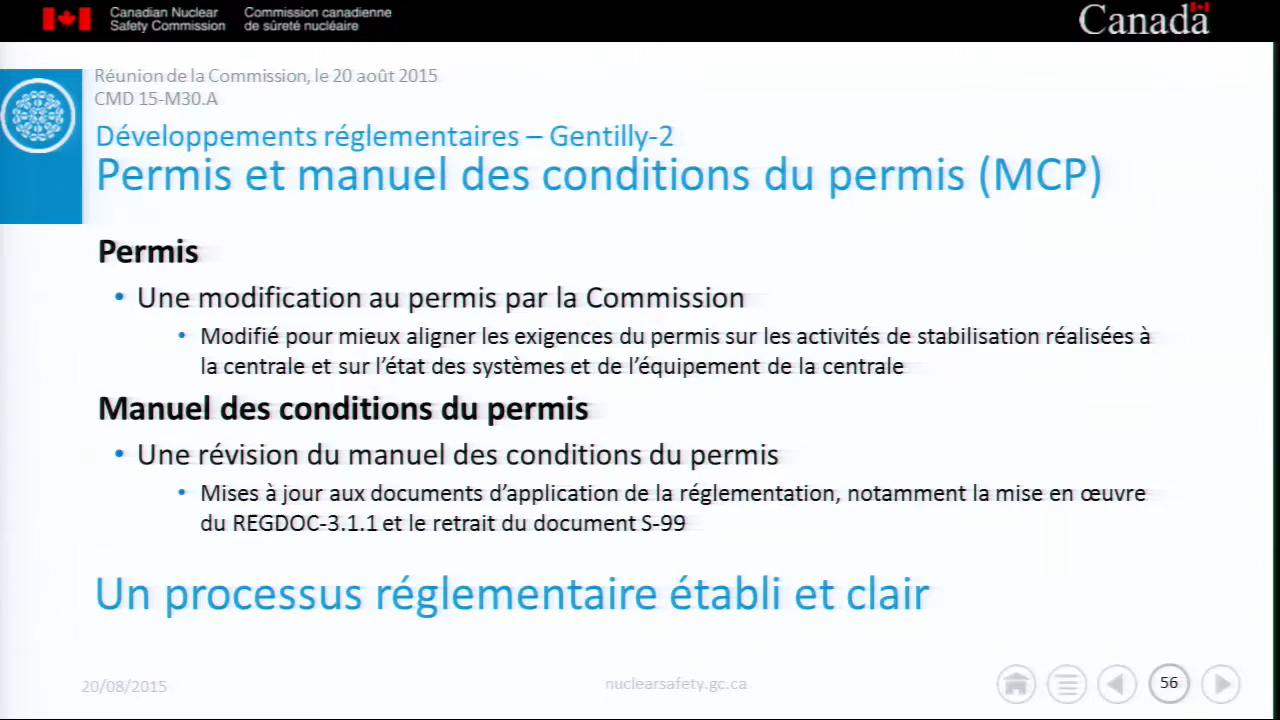 Canadian Nuclear
Safety Commission
Commission canadienne
de sûreté nucléaire
Canada
Réunion de la Commission, le 20 août 2015
CMD 15-M30.A
Développements réglementaires – Gentilly-2
Permis et manuel des conditions du permis (MCP)
Permis
• Une modification au permis par la Commission
• Modifié pour mieux aligner les exigences du permis sur les activités de stabilisation réalisées à
la centrale et sur l’état des systèmes et de l’équipement de la centrale
Manuel des conditions du permis
• Une révision du manuel des conditions du permis
• Mises à jour aux documents d’application de la réglementation, notamment la mise en œuvre
du REGDOC-3.1.1 et le retrait du document S-99
Un processus réglementaire établi et clair
20/08/2015
nuclearsafety.gc.ca
56